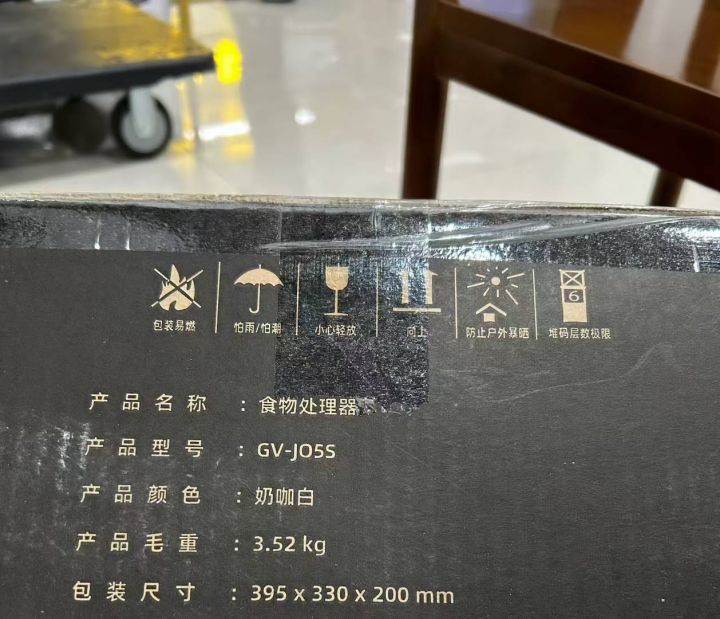 包装易燃 怕雨/怕潮 小心轻放 向上 防止户外暴晒 6 堆码层数极限
产品名称 : 食物处理器
产品型号 : GV-JO5S
产品颜色 : 奶咖白
产品毛重 : 3.52 kg
包装尺寸 : 395 x 330 x 200 mm